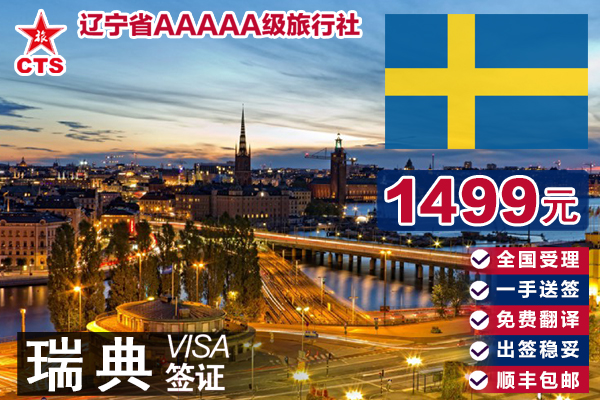 旅
CTS
辽宁省AAAAA级旅行社
1499元
全国受理
一手送签
免费翻译
出签稳妥
顺丰包邮
瑞典
VISA
签证